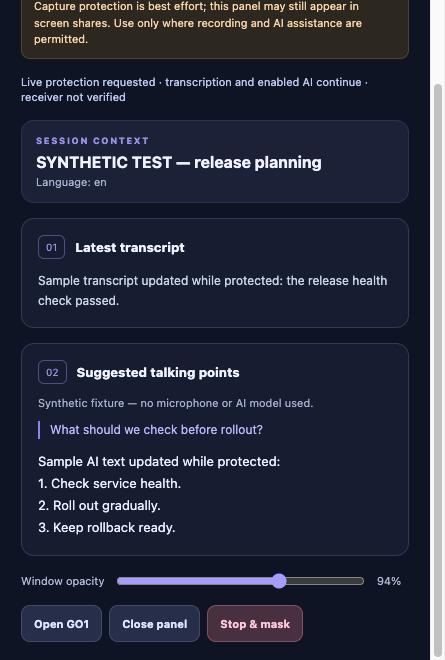 Capture protection is best effort; this panel may still appear in
screen shares. Use only where recording and AI assistance are
permitted.
Live protection requested · transcription and enabled AI continue ·
receiver not verified
SESSION CONTEXT
SYNTHETIC TEST — release planning
Language: en
01 Latest transcript
Sample transcript updated while protected: the release health
check passed.
02 Suggested talking points
Synthetic fixture — no microphone or AI model used.
What should we check before rollout?
Sample AI text updated while protected:
1. Check service health.
2. Roll out gradually.
3. Keep rollback ready.
Window opacity 94%
Open GO1 Close panel Stop & mask